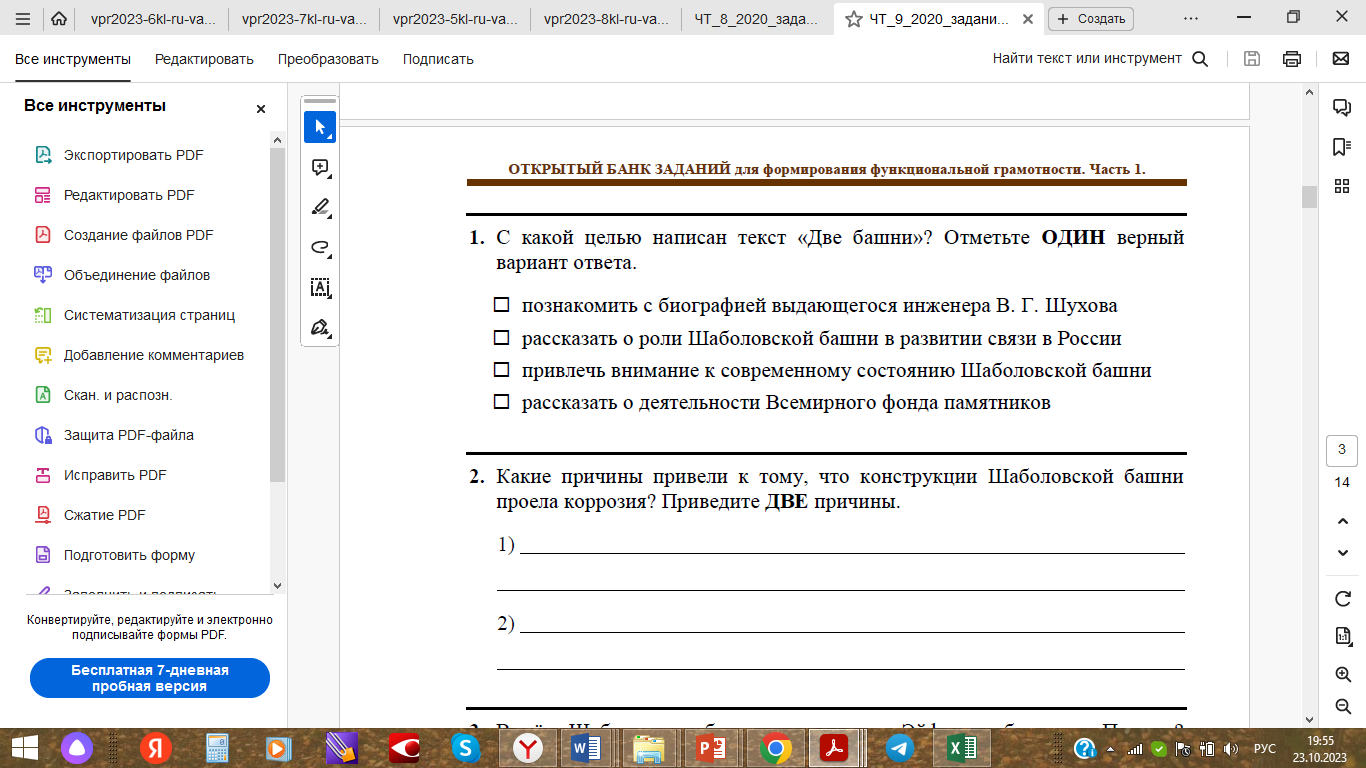 vpr2023-6kl-ru-va...
vpr2023-7kl-ru-va...
vpr2023-5kl-ru-va...
vpr2023-8kl-ru-va...
ЧТ_8_2020_зада...
ЧТ_9_2020_задани...
+ Создать
Все инструменты
Редактировать
Преобразовать
Подписать
Найти текст или инструмент
Все инструменты
Экспортировать PDF
Редактировать PDF
Создание файлов PDF
Объединение файлов
Систематизация страниц
Добавление комментариев
Скан. и распозн.
Защита PDF-файла
Исправить PDF
Сжатие PDF
Подготовить форму
Заполнить и подписать
Конвертируйте, редактируйте и электронно
подписывайте формы PDF.
Бесплатная 7-дневная
пробная версия
ОТКРЫТЫЙ БАНК ЗАДАНИЙ для формирования функциональной грамотности. Часть 1.
1. С какой целью написан текст «Две башни»? Отметьте ОДИН верный
вариант ответа.
познакомить с биографией выдающегося инженера В. Г. Шухова
рассказать о роли Шаболовской башни в развитии связи в России
привлечь внимание к современному состоянию Шаболовской башни
рассказать о деятельности Всемирного фонда памятников
2. Какие причины привели к тому, что конструкции Шаболовской башни
проела коррозия? Приведите ДВЕ причины.
1)
2)
3
14
РУС
19:55
23.10.2023